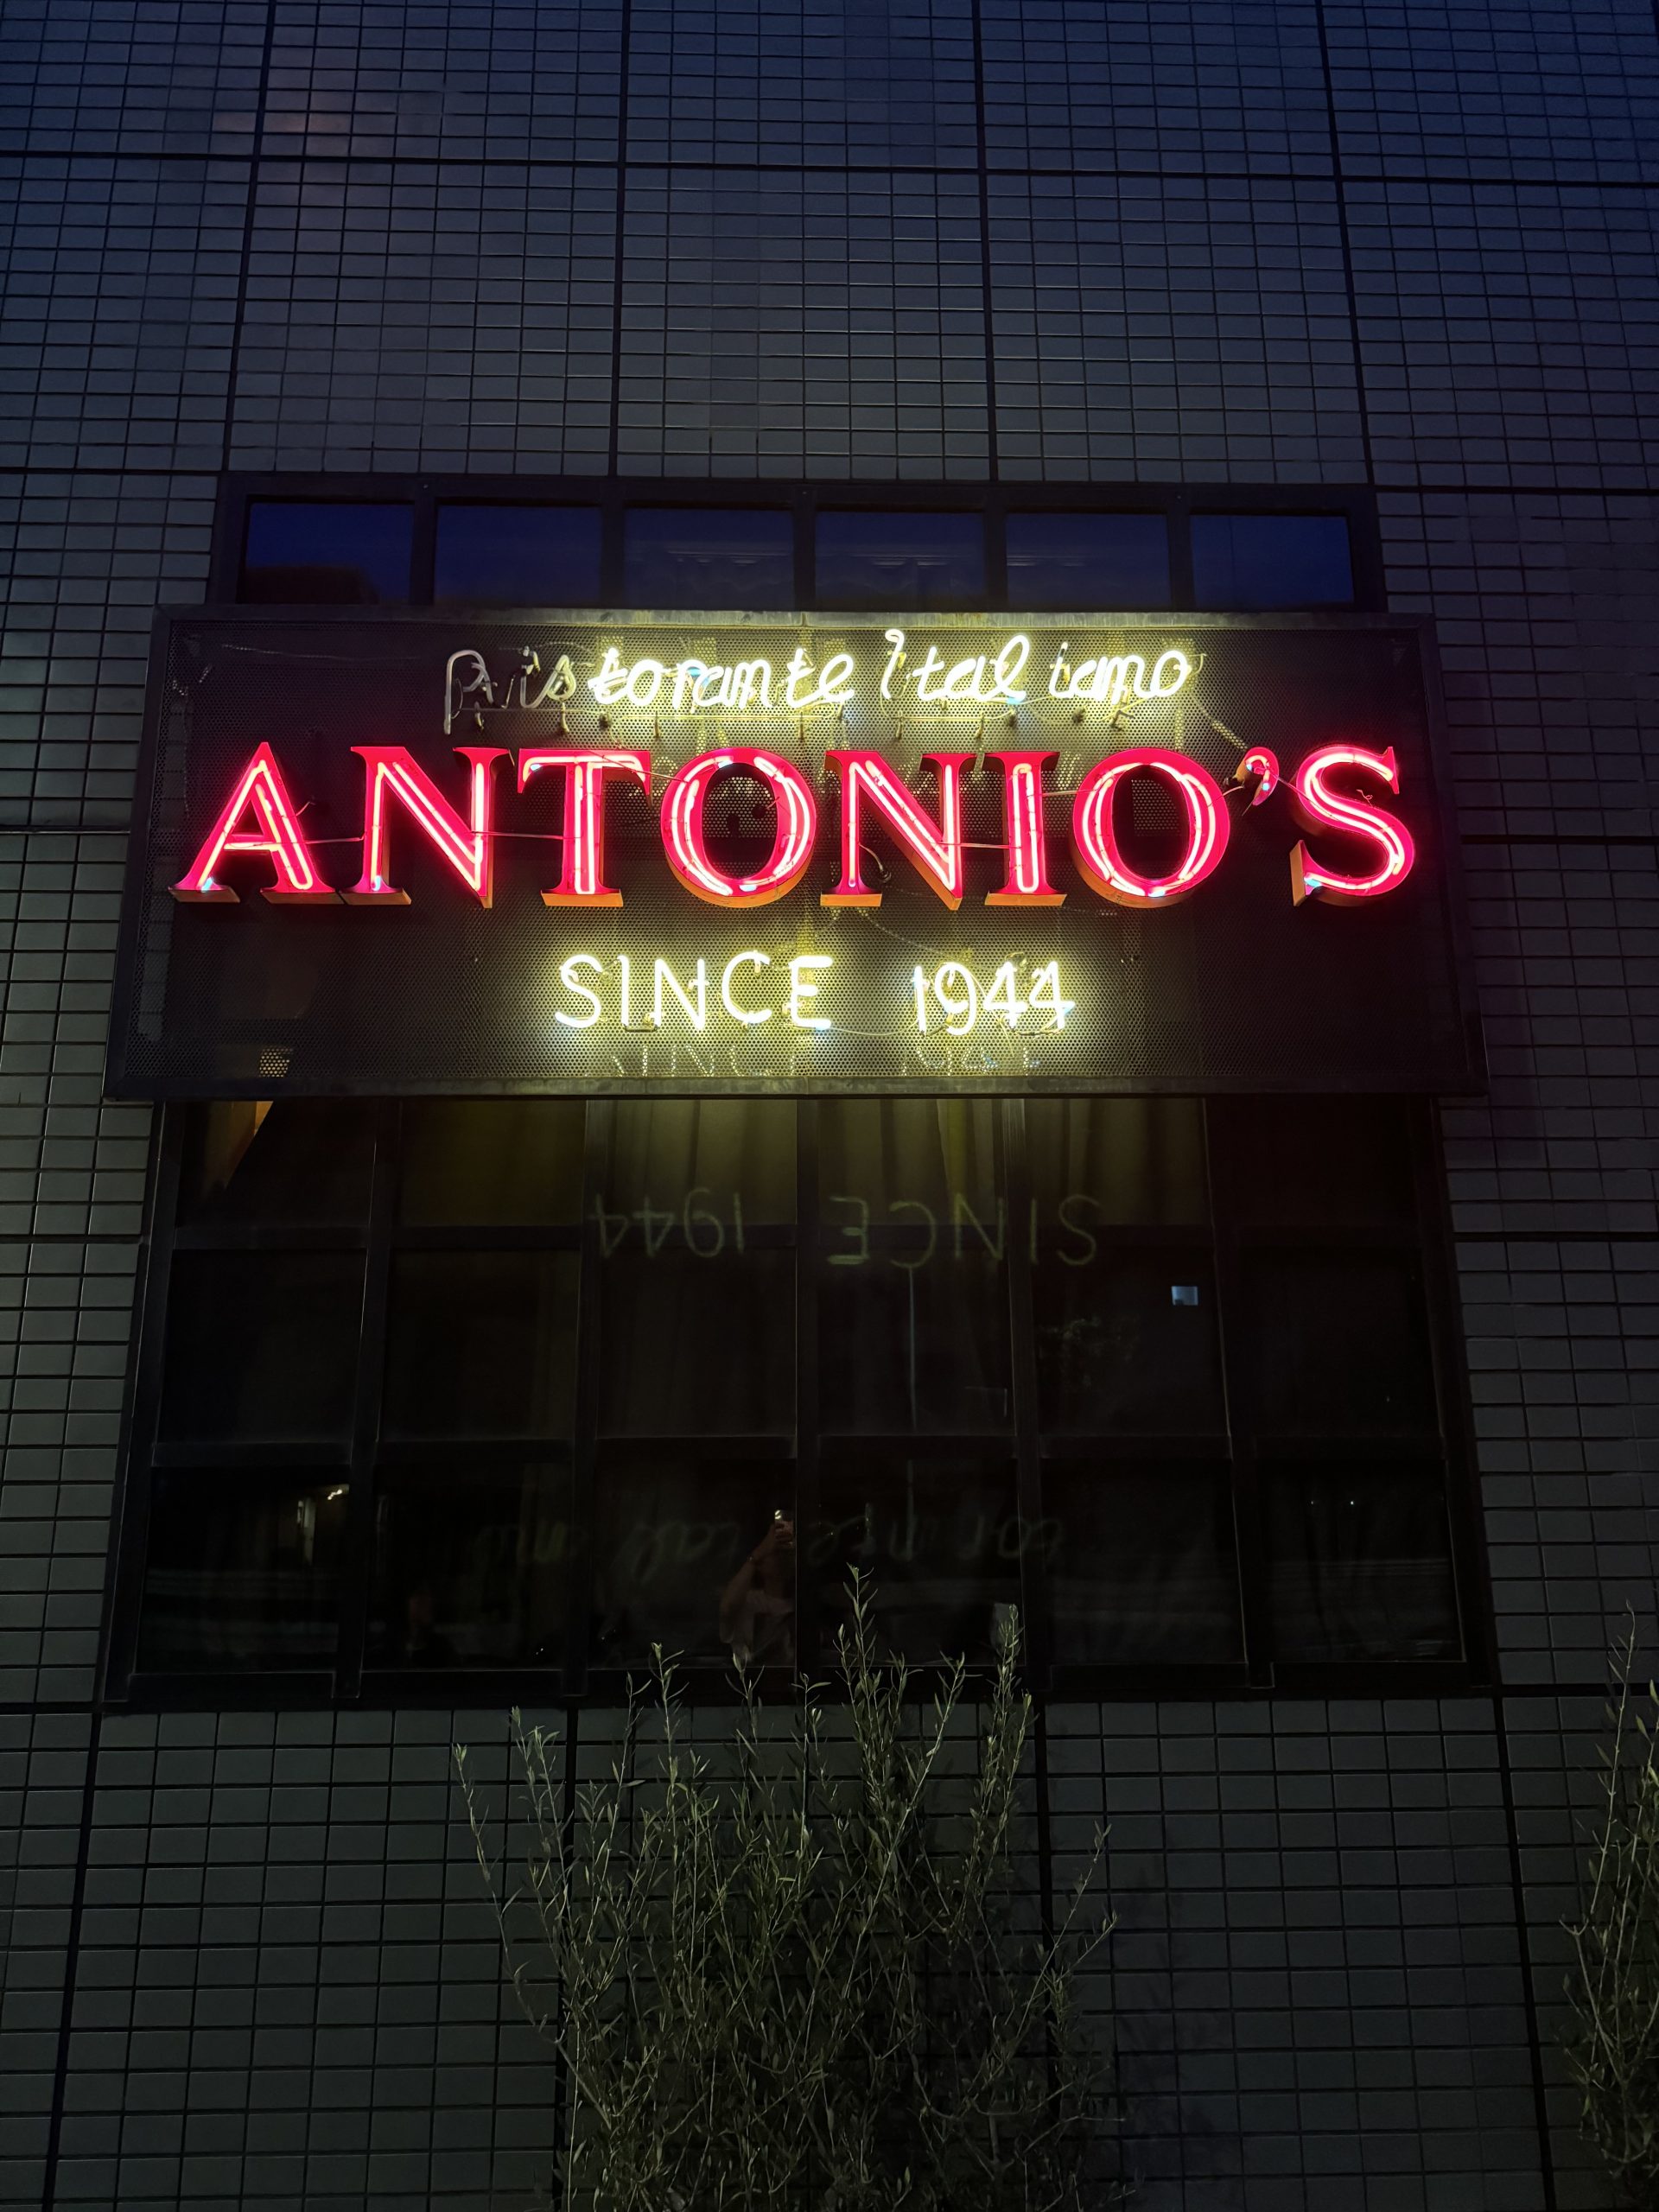 Ristorante Italiano
ANTONIO'S
SINCE 1944